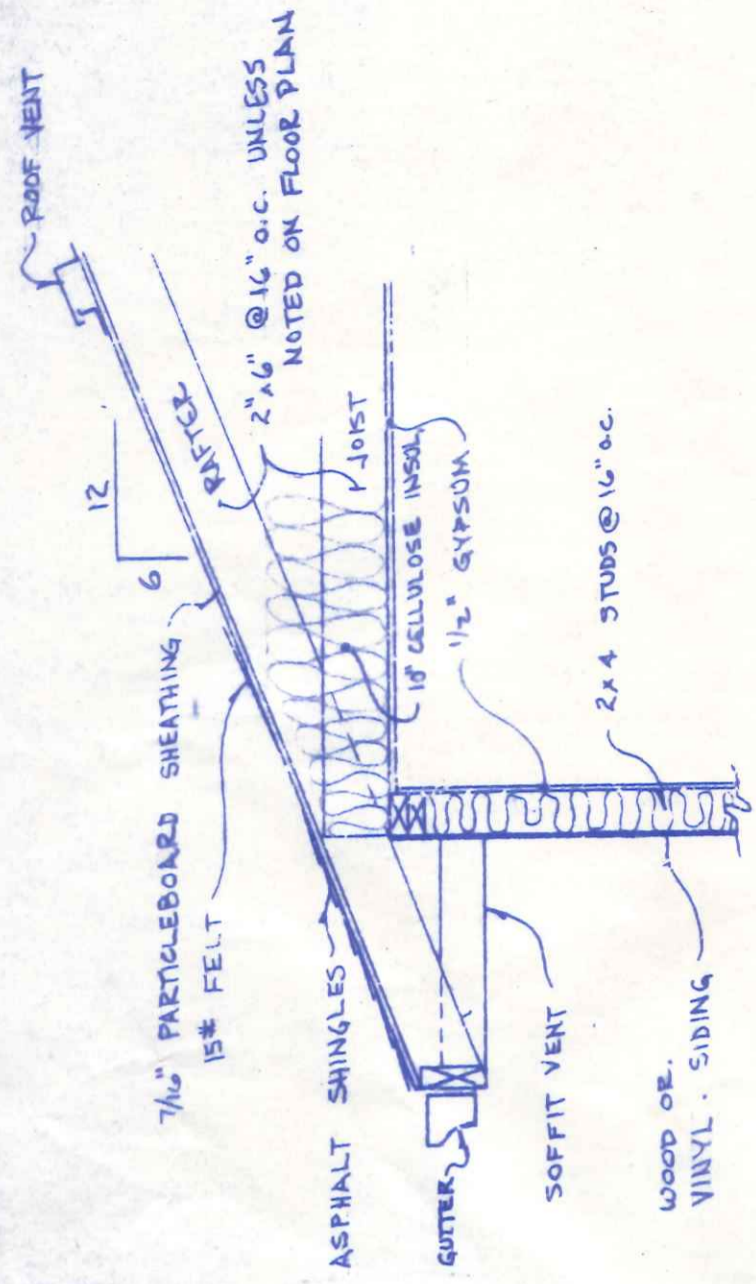 ROOF VENT
12
6
7/16" PARTICLEBOARD SHEATHING
15# FELT
RAFTER
2"x6" @ 16" o.c. UNLESS
NOTED ON FLOOR PLAN
JOIST
ASPHALT SHINGLES
10" CELLULOSE INSUL.
1/2" GYPSUM
GUTTER
SOFFIT VENT
2x4 STUDS @ 16" o.c.
WOOD OR.
VINYL. SIDING